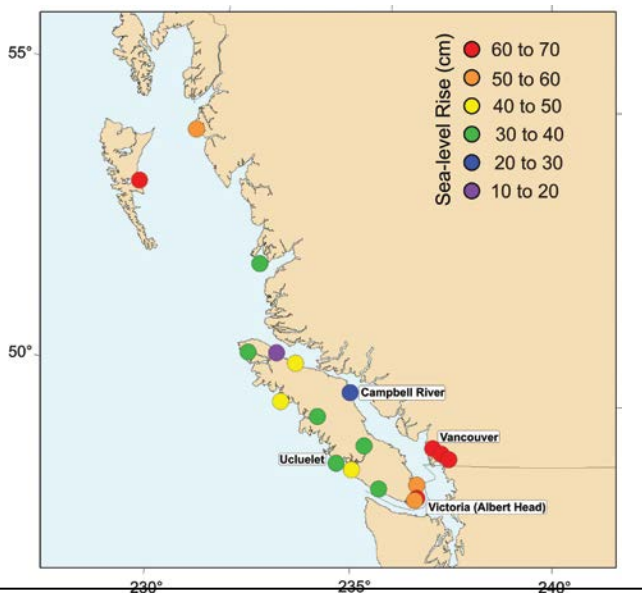 55°
Sea-level Rise (cm)
60 to 70
50 to 60
40 to 50
30 to 40
20 to 30
10 to 20
50°
Campbell River
Vancouver
Ucluelet
Victoria (Albert Head)
230°
235°
240°